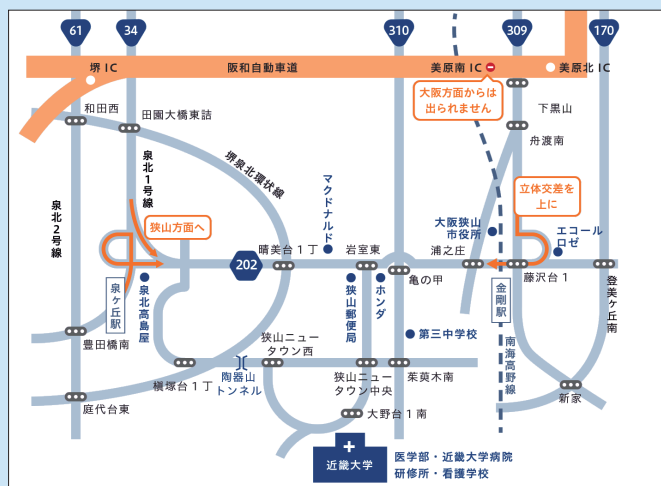 61
34
310
309
170
堺IC
阪和自動車道
美原南IC
美原北IC
大阪方面からは
出られません
和田西
田園大橋東詰
下黒山
舟渡南
泉北1号線
堺泉北環状線
泉北2号線
狭山方面へ
マクドナルド
大阪狭山
市役所
立体交差を
上に
エコール
ロゼ
晴美台1丁
岩室東
浦之庄
202
亀の甲
藤沢台1
泉ヶ丘駅
泉北高島屋
狭山郵便局
ホンダ
金剛駅
登美ヶ丘南
豊田橋南
狭山ニュー
タウン西
第三中学校
南海高野線
陶器山
トンネル
槇塚台1丁
狭山ニュー
タウン中央
茱萸木南
新家
庭代台東
大野台1南
近畿大学
医学部・近畿大学病院
研修所・看護学校